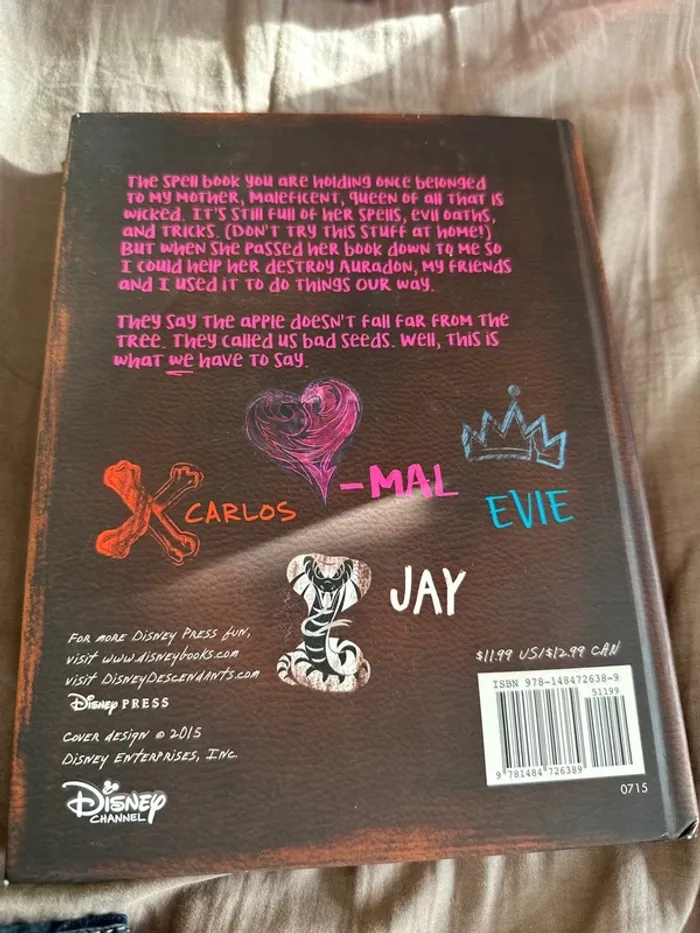 The spell book you are holding once belonged
to my mother, Maleficent, queen of all that is
wicked. It's still full of her spells, evil oaths,
and tricks. (Don't try this stuff at home!)
But when she passed her book down to me so
I could help her destroy Auradon, my friends
and I used it to do things our way.
They say the apple doesn't fall far from the
tree. They called us bad seeds. Well, this is
what we have to say.
–MAL
CARLOS
EVIE
JAY
For more Disney Press fun,
visit www.disneybooks.com
visit DisneyDescendants.com
Disney PRESS
Cover design © 2015
Disney Enterprises, Inc.
Disney
CHANNEL
$11.99 US/$12.99 CAN
ISBN 978-148472638-9
51199
9 781484 726389
0715